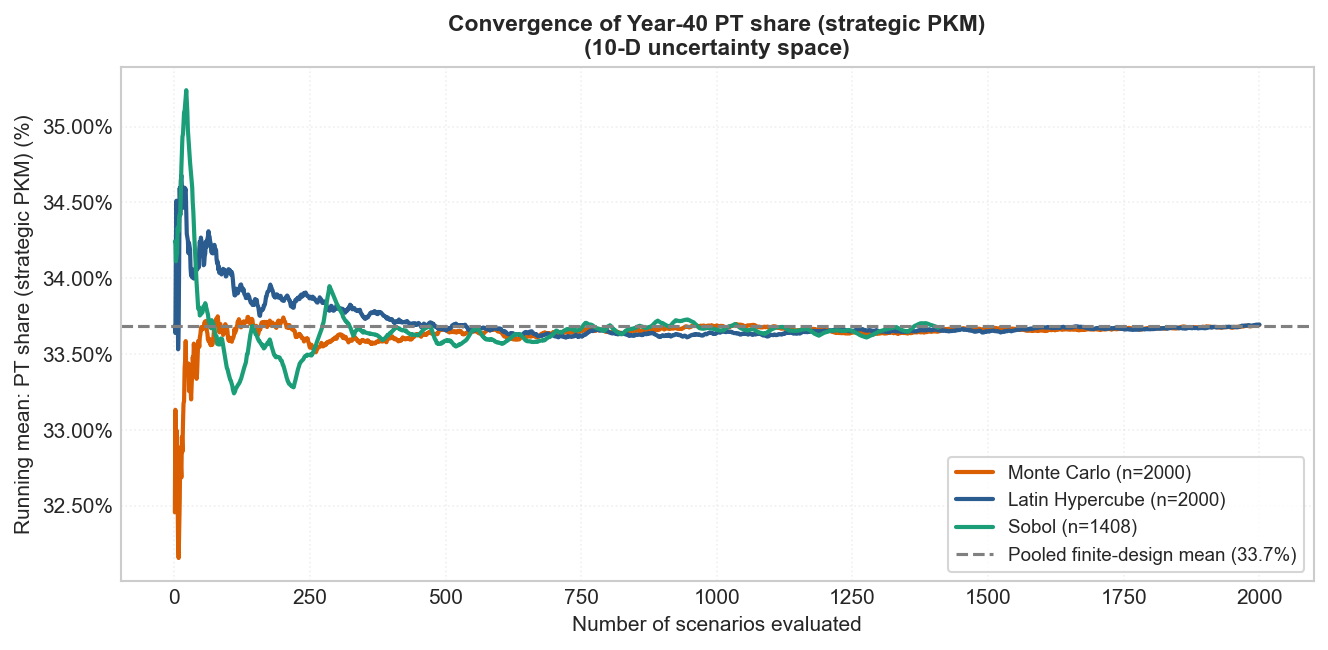 Convergence of Year-40 PT share (strategic PKM)
(10-D uncertainty space)
Running mean: PT share (strategic PKM) (%)
35.00%
34.50%
34.00%
33.50%
33.00%
32.50%
0 250 500 750 1000 1250 1500 1750 2000
Number of scenarios evaluated
Monte Carlo (n=2000)
Latin Hypercube (n=2000)
Sobol (n=1408)
Pooled finite-design mean (33.7%)